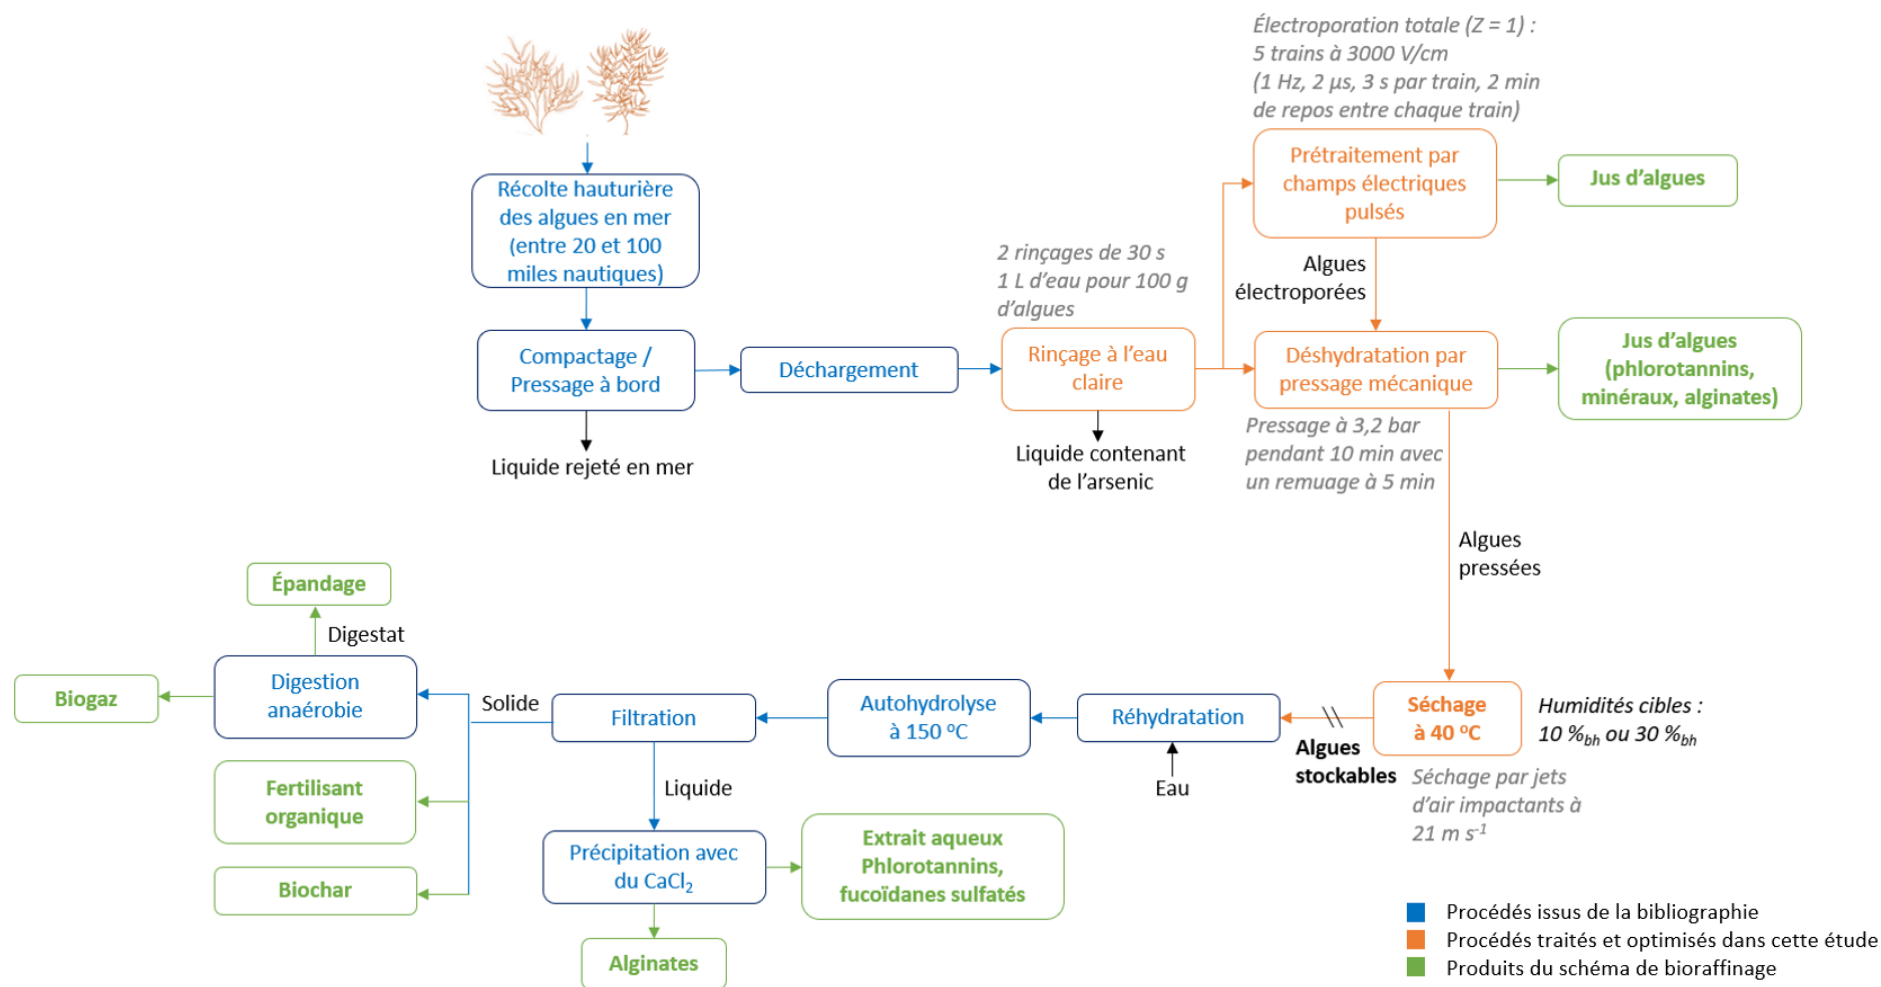 Électroporation totale (Z = 1) :
5 trains à 3000 V/cm
(1 Hz, 2 µs, 3 s par train, 2 min
de repos entre chaque train)
Récolte hauturière
des algues en mer
(entre 20 et 100
miles nautiques)
Prétraitement par
champs électriques
pulsés
Jus d’algues
2 rinçages de 30 s
1 L d’eau pour 100 g
d’algues
Algues
électroporées
Compactage /
Pressage à bord
Déchargement
Rinçage à l’eau
claire
Déshydratation par
pressage mécanique
Jus d’algues
(phlorotannins,
minéraux, alginates)
Liquide rejeté en mer
Liquide contenant
de l’arsenic
Pressage à 3,2 bar
pendant 10 min avec
un remuage à 5 min
Algues
pressées
Séchage
à 40 °C
Humidités cibles :
10 %bh ou 30 %bh
Séchage par jets
d’air impactants à
21 m s-1
Algues
stockables
Réhydratation
Eau
Autohydrolyse
à 150 °C
Filtration
Solide
Liquide
Digestion
anaérobie
Digestat
Épandage
Biogaz
Fertilisant
organique
Biochar
Précipitation avec
du CaCl2
Extrait aqueux
Phlorotannins,
fucoïdanes sulfatés
Alginates
Procédés issus de la bibliographie
Procédés traités et optimisés dans cette étude
Produits du schéma de bioraffinage